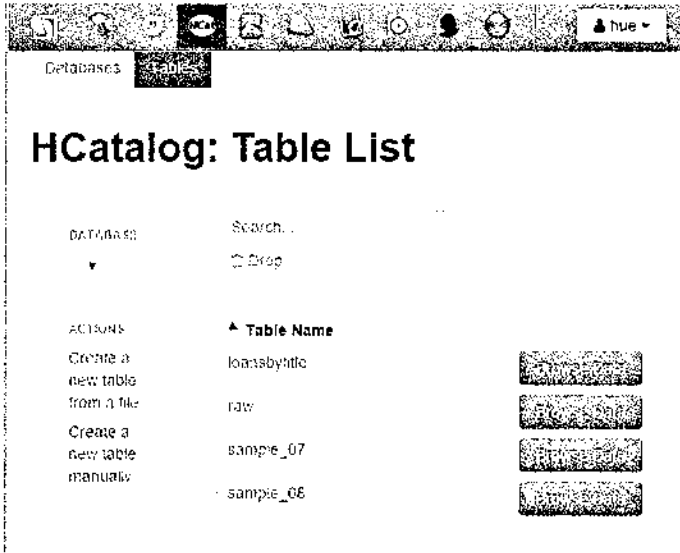 HCat
hue
Databases Tables
HCatalog: Table List
DATABASE
Search...
Drop
ACTIONS
Table Name
Create a
new table
from a file
Create a
new table
manually
loansbytitle
raw
sample_07
sample_08